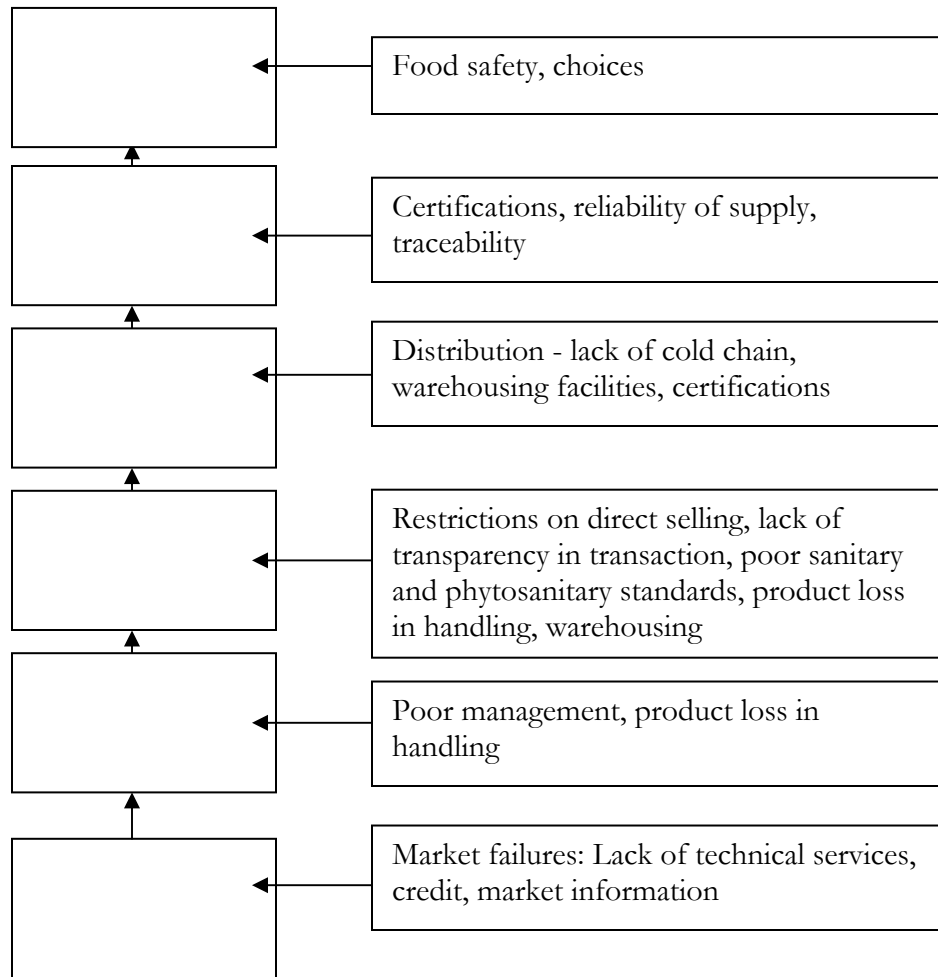 Food safety, choices
Certifications, reliability of supply,
traceability
Distribution - lack of cold chain,
warehousing facilities, certifications
Restrictions on direct selling, lack of
transparency in transaction, poor sanitary
and phytosanitary standards, product loss
in handling, warehousing
Poor management, product loss in
handling
Market failures: Lack of technical services,
credit, market information